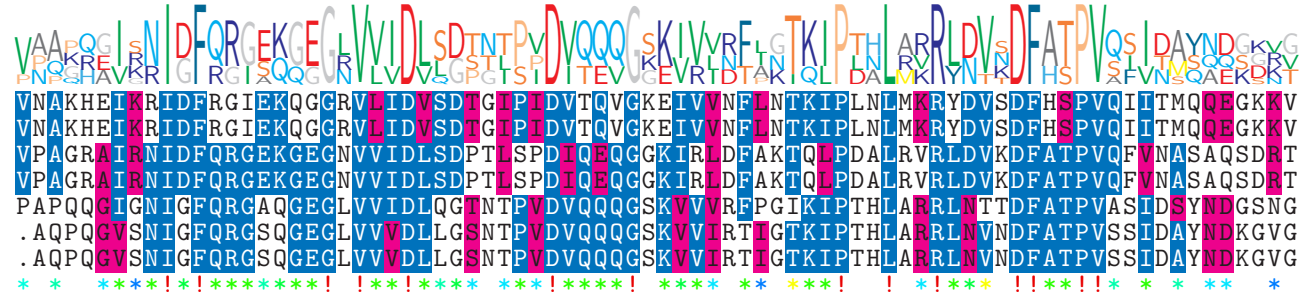 VNAKHEIKRIDFRGIEKQGGRVLIDVSDTGIPIDVTQVGKEIVVNFLNTKIPLNLMKRYDVSDFHSPVQIITMQQEGKKV
VNAKHEIKRIDFRGIEKQGGRVLIDVSDTGIPIDVTQVGKEIVVNFLNTKIPLNLMKRYDVSDFHSPVQIITMQQEGKKV
VPAGRAIRNIDFQRGEKGEGNVVIDLSDPTLSPDIQEQGGKIRLDFAKTQLPDALRVRLDVKDFATPVQFVNASAQSDRT
VPAGRAIRNIDFQRGEKGEGNVVIDLSDPTLSPDIQEQGGKIRLDFAKTQLPDALRVRLDVKDFATPVQFVNASAQSDRT
PAPQQGIGNIGFQRGAQGEGLVVIDLQGTNTPVDVQQQGSKVVVRFPGIKIPTHLARRLNTTDFATPVASIDSYNDGSNG
.AQPQGVSNIGFQRGSQGEGLVVVDLLGSNTPVDVQQQGSKVVIRTIGTKIPTHLARRLNVNDFATPVSSIDAYNDKGVG
.AQPQGVSNIGFQRGSQGEGLVVVDLLGSNTPVDVQQQGSKVVIRTIGTKIPTHLARRLNVNDFATPVSSIDAYNDKGVG